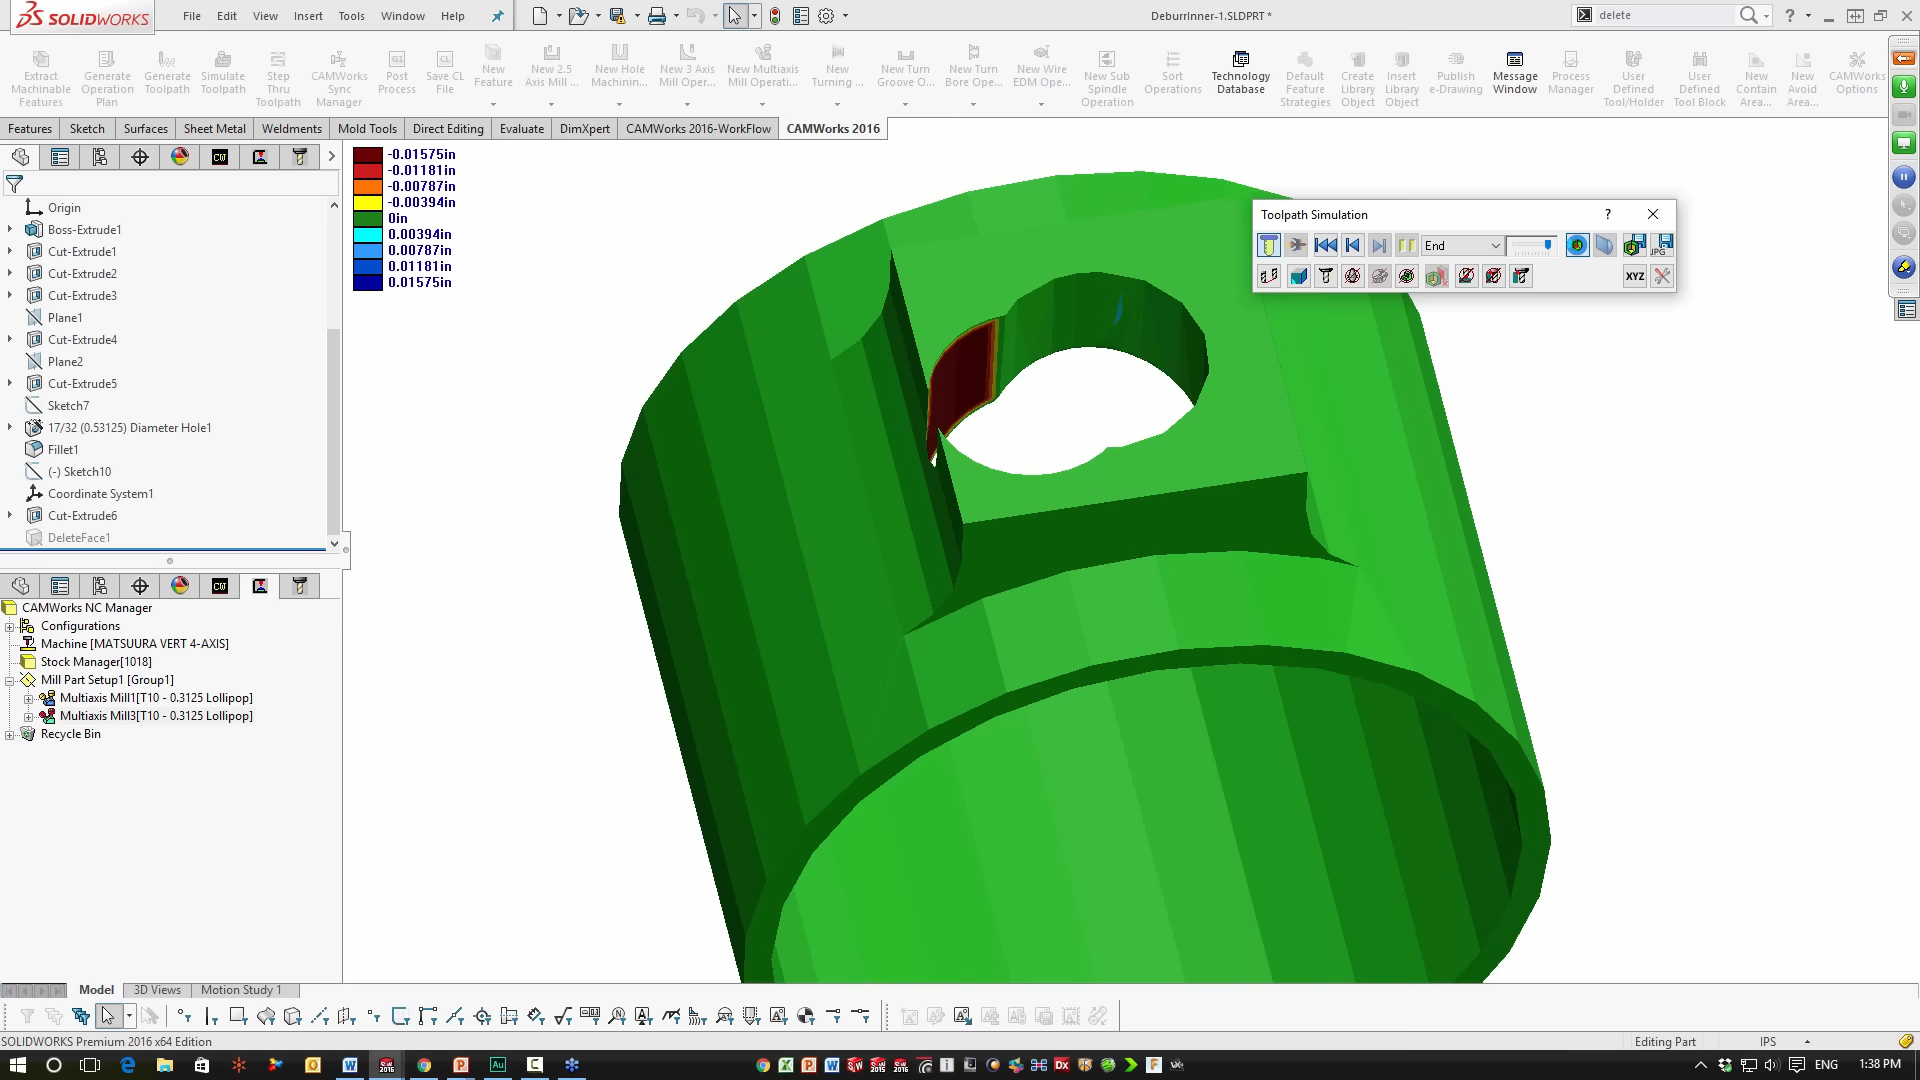 SOLIDWORKS
File Edit View Insert Tools Window Help
DeburrInner-1.SLDPRT *
delete
Extract Machinable Features
Generate Operation Plan
Generate Toolpath
Simulate Toolpath
Step Thru Toolpath
CAMWorks Sync Manager
Post Process
Save CL File
New Feature
New 2.5 Axis Mill ...
New Hole Machinin...
New 3 Axis Mill Oper...
New Multiaxis Mill Operati...
New Turning ...
New Turn Groove O...
New Turn Bore Ope...
New Wire EDM Ope...
New Sub Spindle Operation
Sort Operations
Technology Database
Default Feature Strategies
Create Library Object
Insert Library Object
Publish e-Drawing
Message Window
Process Manager
User Defined Tool/Holder
User Defined Tool Block
New Contain Area...
New Avoid Area...
CAMWorks Options
Features Sketch Surfaces Sheet Metal Weldments Mold Tools Direct Editing Evaluate DimXpert CAMWorks 2016-WorkFlow CAMWorks 2016
-0.01575in
-0.01181in
-0.00787in
-0.00394in
0in
0.00394in
0.00787in
0.01181in
0.01575in
Toolpath Simulation ?
End
JPG
XYZ
Origin
Boss-Extrude1
Cut-Extrude1
Cut-Extrude2
Cut-Extrude3
Plane1
Cut-Extrude4
Plane2
Cut-Extrude5
Sketch7
17/32 (0.53125) Diameter Hole1
Fillet1
(-) Sketch10
Coordinate System1
Cut-Extrude6
DeleteFace1
CAMWorks NC Manager
Configurations
Machine [MATSUURA VERT 4-AXIS]
Stock Manager[1018]
Mill Part Setup1 [Group1]
Multiaxis Mill1[T10 - 0.3125 Lollipop]
Multiaxis Mill3[T10 - 0.3125 Lollipop]
Recycle Bin
Model 3D Views Motion Study 1
SOLIDWORKS Premium 2016 x64 Edition
Editing Part IPS
ENG 1:38 PM